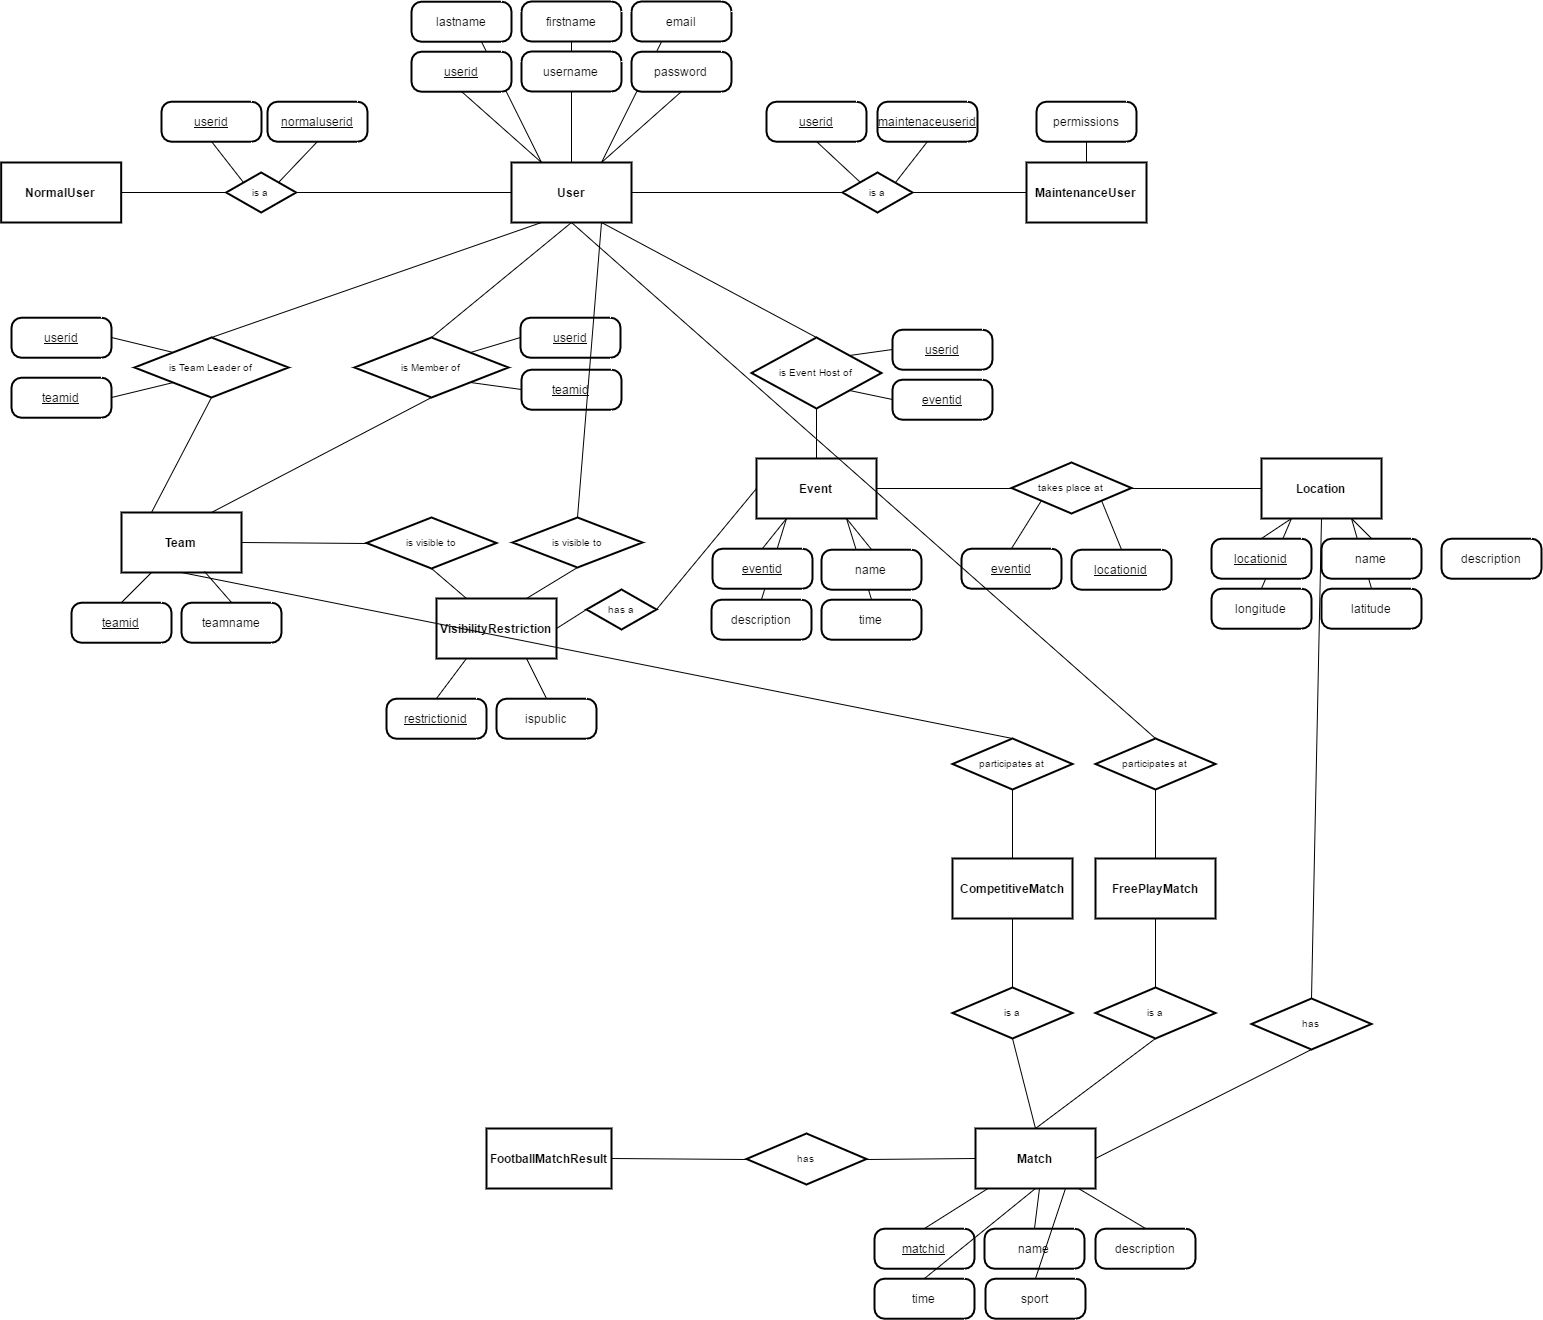 lastname
firstname
email
userid
username
password
userid
normaluserid
userid
maintenaceuserid
permissions
NormalUser
is a
User
is a
MaintenanceUser
userid
is Team Leader of
teamid
is Member of
userid
teamid
is Event Host of
userid
eventid
Team
is visible to
is visible to
Event
takes place at
Location
eventid
name
eventid
locationid
locationid
name
description
teamid
teamname
VisibilityRestriction
has a
description
time
longitude
latitude
restrictionid
ispublic
participates at
participates at
CompetitiveMatch
FreePlayMatch
is a
is a
has
FootballMatchResult
has
Match
matchid
name
description
time
sport